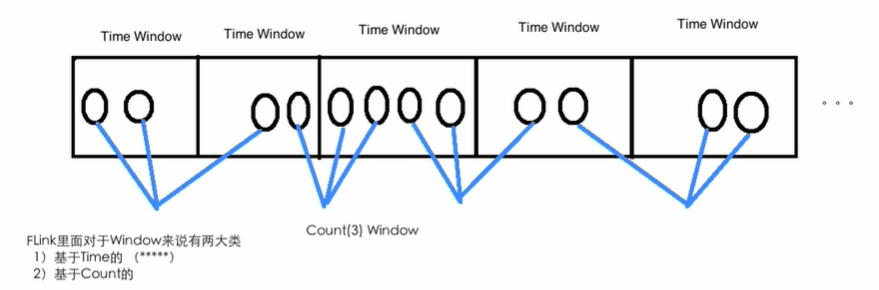 Time Window
Time Window
Time Window
Time Window
Time Window
。。。
Count(3) Window
FLink里面对于Window来说有两大类
1）基于Time的 （*****）
2）基于Count的